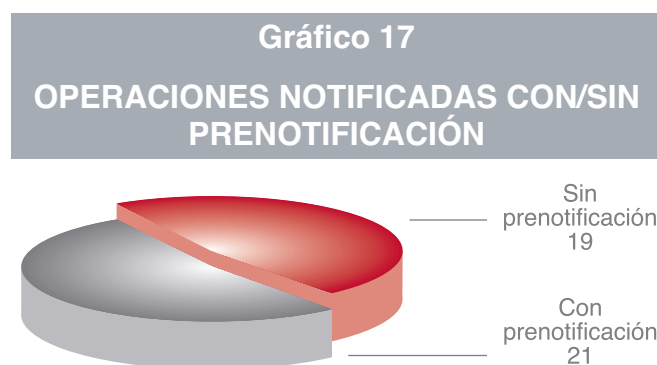 Gráfico 17
OPERACIONES NOTIFICADAS CON/SIN
PRENOTIFICACIÓN
Sin
prenotificación
19
Con
prenotificación
21